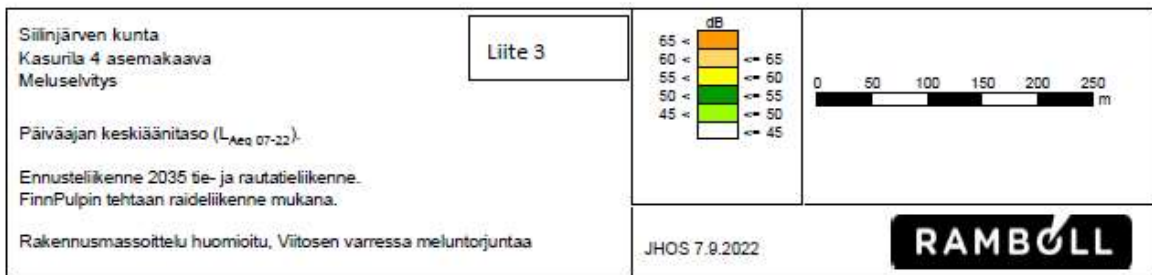 Siilinjärven kunta
Kasurila 4 asemakaava
Meluselvitys
Liite 3
Päiväajan keskiäänitaso (LAeq 07-22).
Ennusteliikenne 2035 tie- ja rautatieliikenne.
FinnPulpin tehtaan raideliikenne mukana.
Rakennusmassoittelu huomioitu, Viitosen varressa meluntorjuntaa
dB
65 <
60 < <= 65
55 < <= 60
50 < <= 55
45 < <= 50
<= 45
0 50 100 150 200 250
m
JHOS 7.9.2022
RAMBOLL